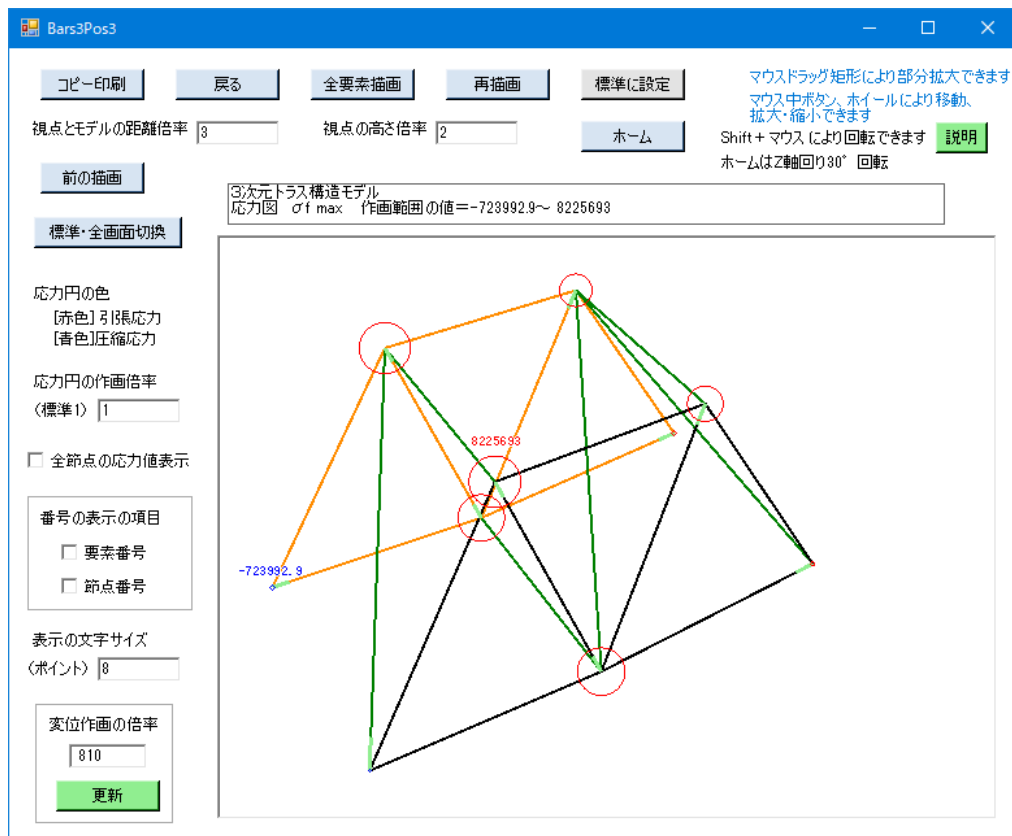 Bars3Pos3
コピー印刷
戻る
全要素描画
再描画
標準に設定
マウスドラッグ矩形により部分拡大できます
マウス中ボタン、ホイールにより移動、
拡大・縮小できます
視点とモデルの距離倍率 3
視点の高さ倍率 2
ホーム
Shift+マウスにより回転できます
説明
ホームはZ軸回り30° 回転
前の描画
3次元トラス構造モデル
応力図 σf max 作画範囲の値=-723992.9～ 8225693
標準・全画面切換
応力円の色
[赤色]引張応力
[青色]圧縮応力
応力円の作画倍率
(標準1) 1
8225693
全節点の応力値表示
番号の表示の項目
要素番号
節点番号
-723992.9
表示の文字サイズ
(ポイント) 8
変位作画の倍率
810
更新